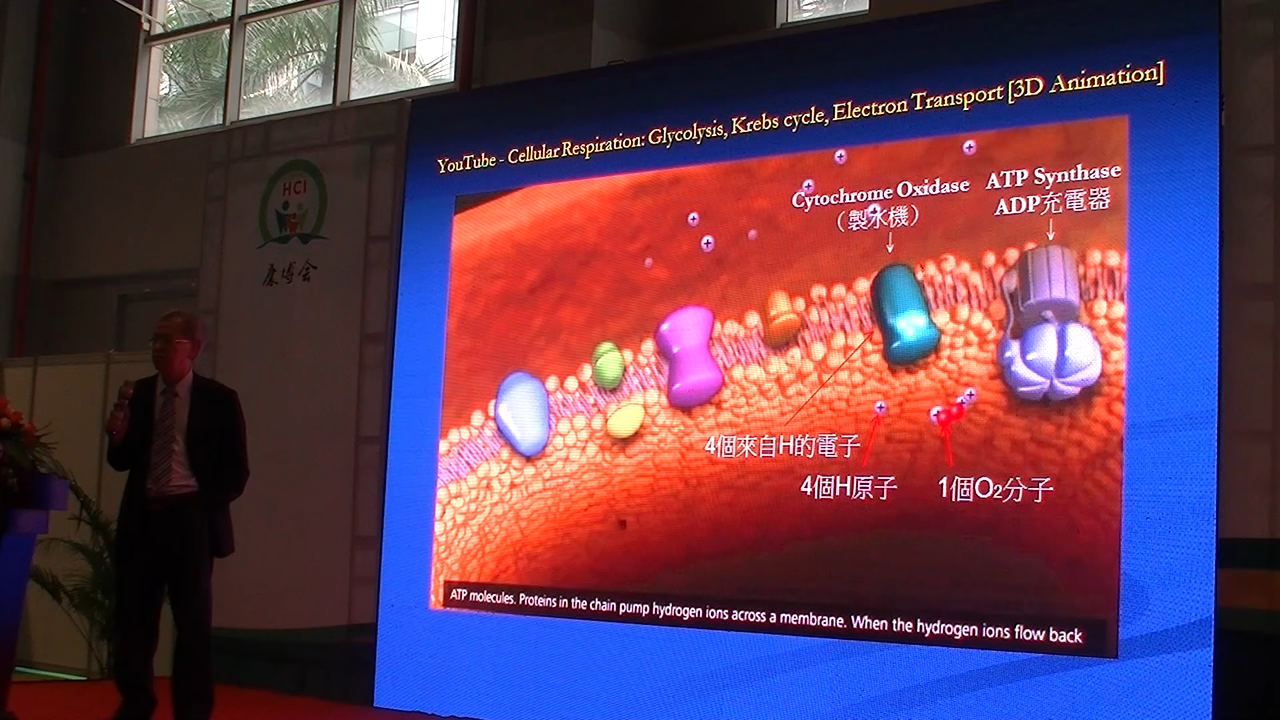 YouTube - Cellular Respiration: Glycolysis, Krebs cycle, Electron Transport [3D Animation]
HCI
康博会
Cytochrome Oxidase
（製水機）
ATP Synthase
ADP充電器
4個來自H的電子
4個H原子
1個O2分子
ATP molecules. Proteins in the chain pump hydrogen ions across a membrane. When the hydrogen ions flow back